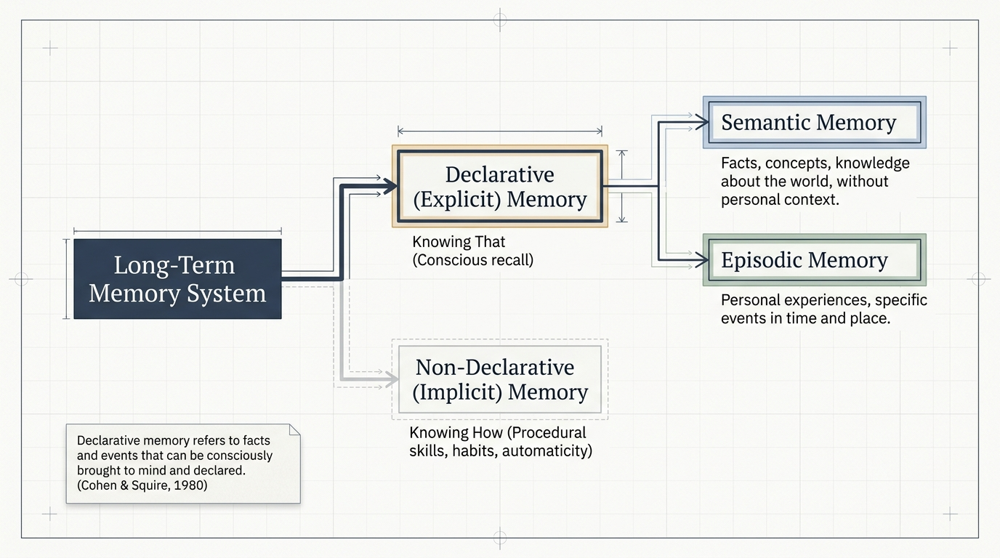 Long-Term
Memory System
Declarative
(Explicit) Memory
Knowing That
(Conscious recall)
Non-Declarative
(Implicit) Memory
Knowing How (Procedural
skills, habits, automaticity)
Semantic Memory
Facts, concepts, knowledge
about the world, without
personal context.
Episodic Memory
Personal experiences, specific
events in time and place.
Declarative memory refers to facts
and events that can be consciously
brought to mind and declared.
(Cohen & Squire, 1980)